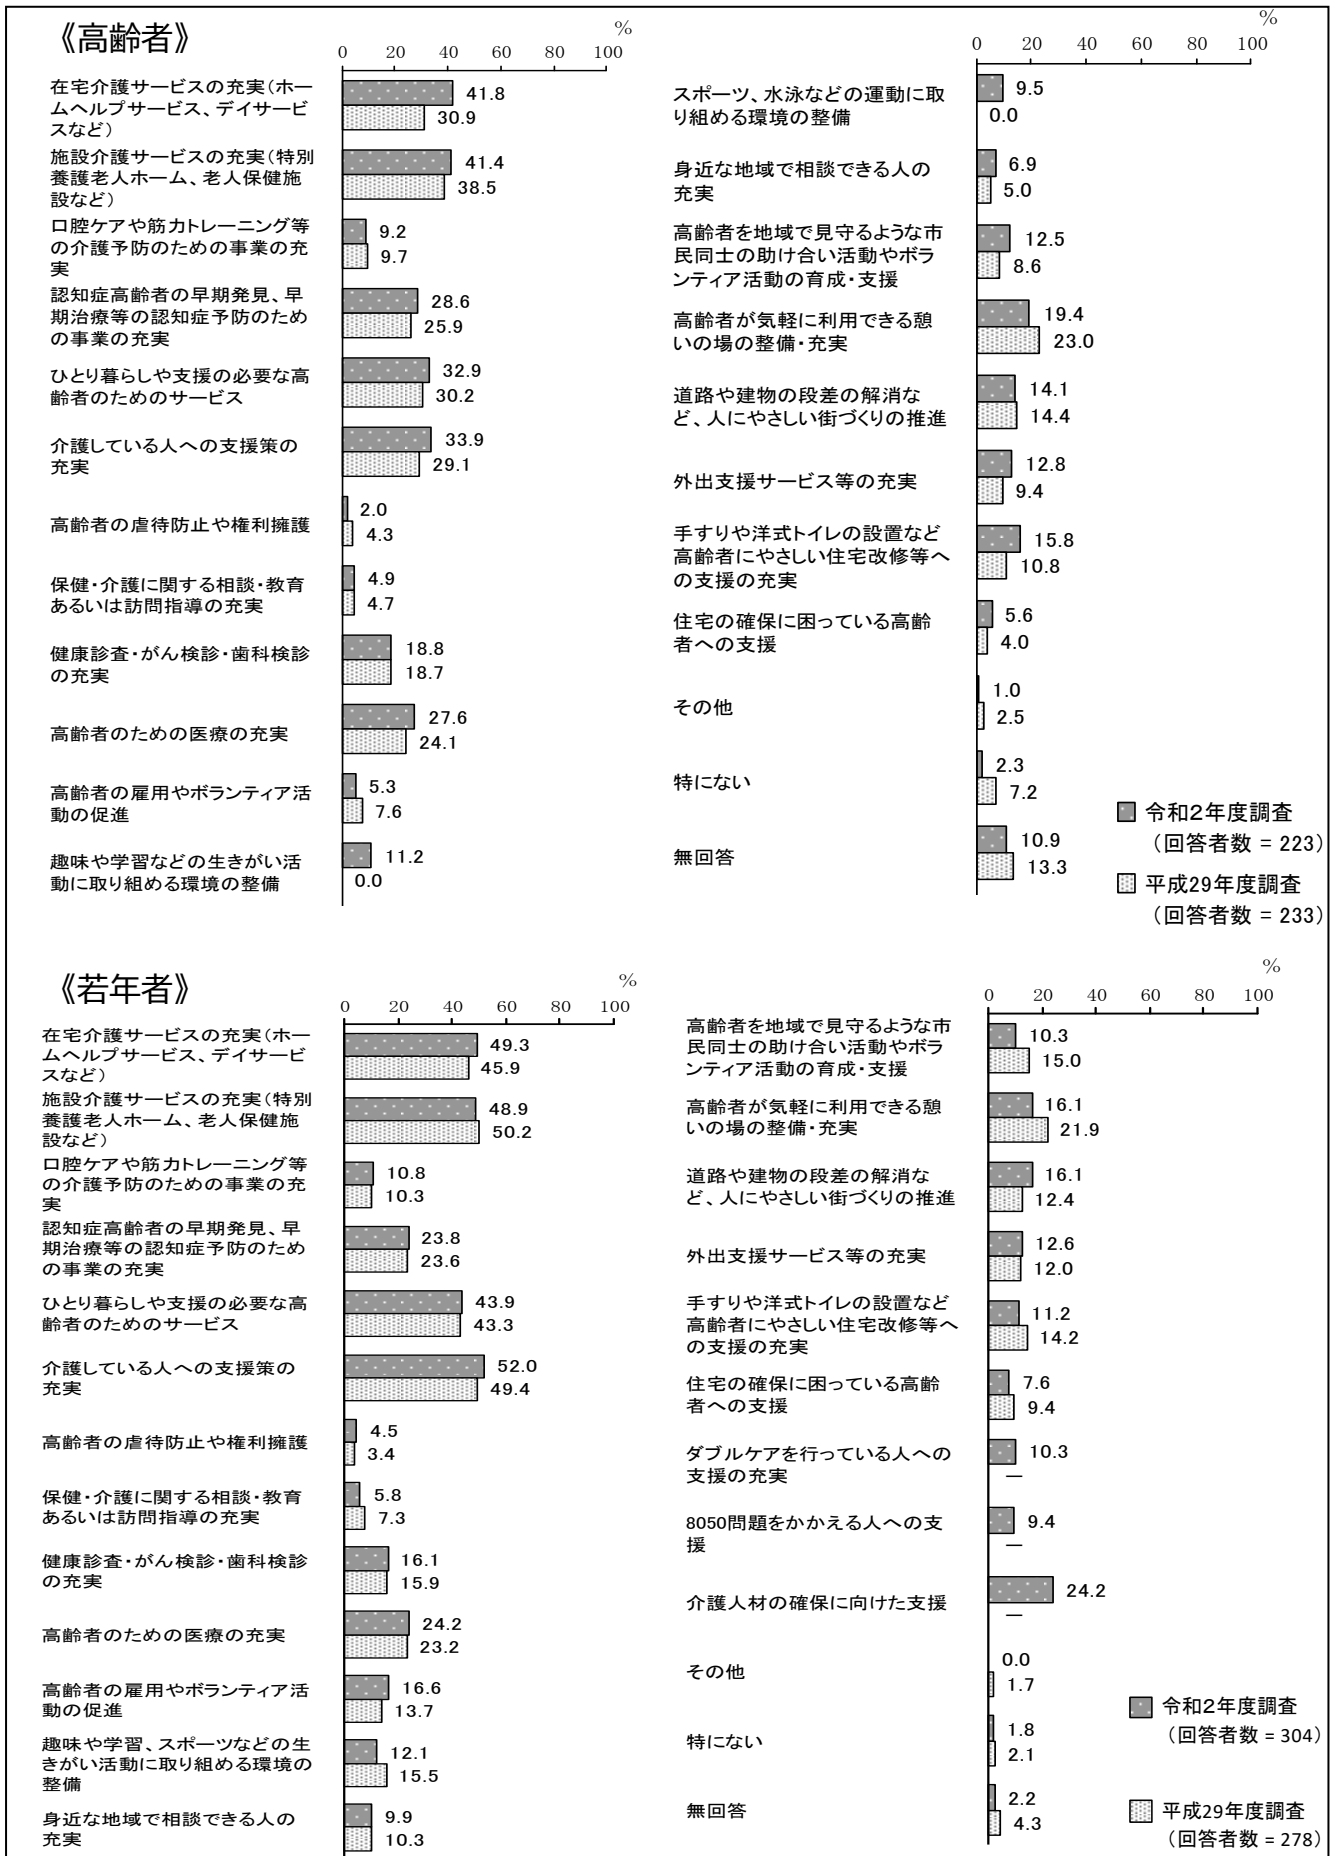 《高齢者》
%
0 20 40 60 80 100
在宅介護サービスの充実（ホー
ムヘルプサービス、デイサービ
スなど）
41.8
30.9
施設介護サービスの充実（特別
養護老人ホーム、老人保健施
設など）
41.4
38.5
口腔ケアや筋力トレーニング等
の介護予防のための事業の充
実
9.2
9.7
認知症高齢者の早期発見、早
期治療等の認知症予防のため
の事業の充実
28.6
25.9
ひとり暮らしや支援の必要な高
齢者のためのサービス
32.9
30.2
介護している人への支援策の
充実
33.9
29.1
高齢者の虐待防止や権利擁護
2.0
4.3
保健・介護に関する相談・教育
あるいは訪問指導の充実
4.9
4.7
健康診査・がん検診・歯科検診
の充実
18.8
18.7
高齢者のための医療の充実
27.6
24.1
高齢者の雇用やボランティア活
動の促進
5.3
7.6
趣味や学習などの生きがい活
動に取り組める環境の整備
11.2
0.0
%
0 20 40 60 80 100
スポーツ、水泳などの運動に取
り組める環境の整備
9.5
0.0
身近な地域で相談できる人の
充実
6.9
5.0
高齢者を地域で見守るような市
民同士の助け合い活動やボラ
ンティア活動の育成・支援
12.5
8.6
高齢者が気軽に利用できる憩
いの場の整備・充実
19.4
23.0
道路や建物の段差の解消な
ど、人にやさしい街づくりの推進
14.1
14.4
外出支援サービス等の充実
12.8
9.4
手すりや洋式トイレの設置など
高齢者にやさしい住宅改修等へ
の支援の充実
15.8
10.8
住宅の確保に困っている高齢
者への支援
5.6
4.0
その他
1.0
2.5
特にない
2.3
7.2
無回答
10.9
13.3
令和２年度調査
（回答者数 = 223）
平成29年度調査
（回答者数 = 233）
《若年者》
%
0 20 40 60 80 100
在宅介護サービスの充実（ホー
ムヘルプサービス、デイサービ
スなど）
49.3
45.9
施設介護サービスの充実（特別
養護老人ホーム、老人保健施
設など）
48.9
50.2
口腔ケアや筋力トレーニング等
の介護予防のための事業の充
実
10.8
10.3
認知症高齢者の早期発見、早
期治療等の認知症予防のため
の事業の充実
23.8
23.6
ひとり暮らしや支援の必要な高
齢者のためのサービス
43.9
43.3
介護している人への支援策の
充実
52.0
49.4
高齢者の虐待防止や権利擁護
4.5
3.4
保健・介護に関する相談・教育
あるいは訪問指導の充実
5.8
7.3
健康診査・がん検診・歯科検診
の充実
16.1
15.9
高齢者のための医療の充実
24.2
23.2
高齢者の雇用やボランティア活
動の促進
16.6
13.7
趣味や学習、スポーツなどの生
きがい活動に取り組める環境の
整備
12.1
15.5
身近な地域で相談できる人の
充実
9.9
10.3
%
0 20 40 60 80 100
高齢者を地域で見守るような市
民同士の助け合い活動やボラ
ンティア活動の育成・支援
10.3
15.0
高齢者が気軽に利用できる憩
いの場の整備・充実
16.1
21.9
道路や建物の段差の解消な
ど、人にやさしい街づくりの推進
16.1
12.4
外出支援サービス等の充実
12.6
12.0
手すりや洋式トイレの設置など
高齢者にやさしい住宅改修等へ
の支援の充実
11.2
14.2
住宅の確保に困っている高齢
者への支援
7.6
9.4
ダブルケアを行っている人への
支援の充実
10.3
－
8050問題をかかえる人への支
援
9.4
－
介護人材の確保に向けた支援
24.2
－
その他
0.0
1.7
特にない
1.8
2.1
無回答
2.2
4.3
令和２年度調査
（回答者数 = 304）
平成29年度調査
（回答者数 = 278）